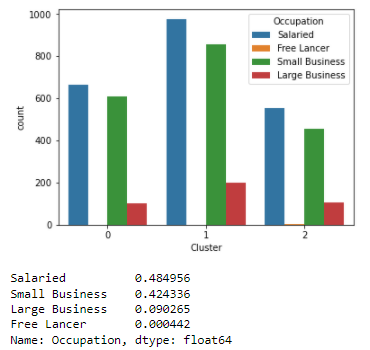 1000
800
600
400
200
0
count
0 1 2
Cluster
Occupation
Salaried
Free Lancer
Small Business
Large Business
Salaried 0.484956
Small Business 0.424336
Large Business 0.090265
Free Lancer 0.000442
Name: Occupation, dtype: float64